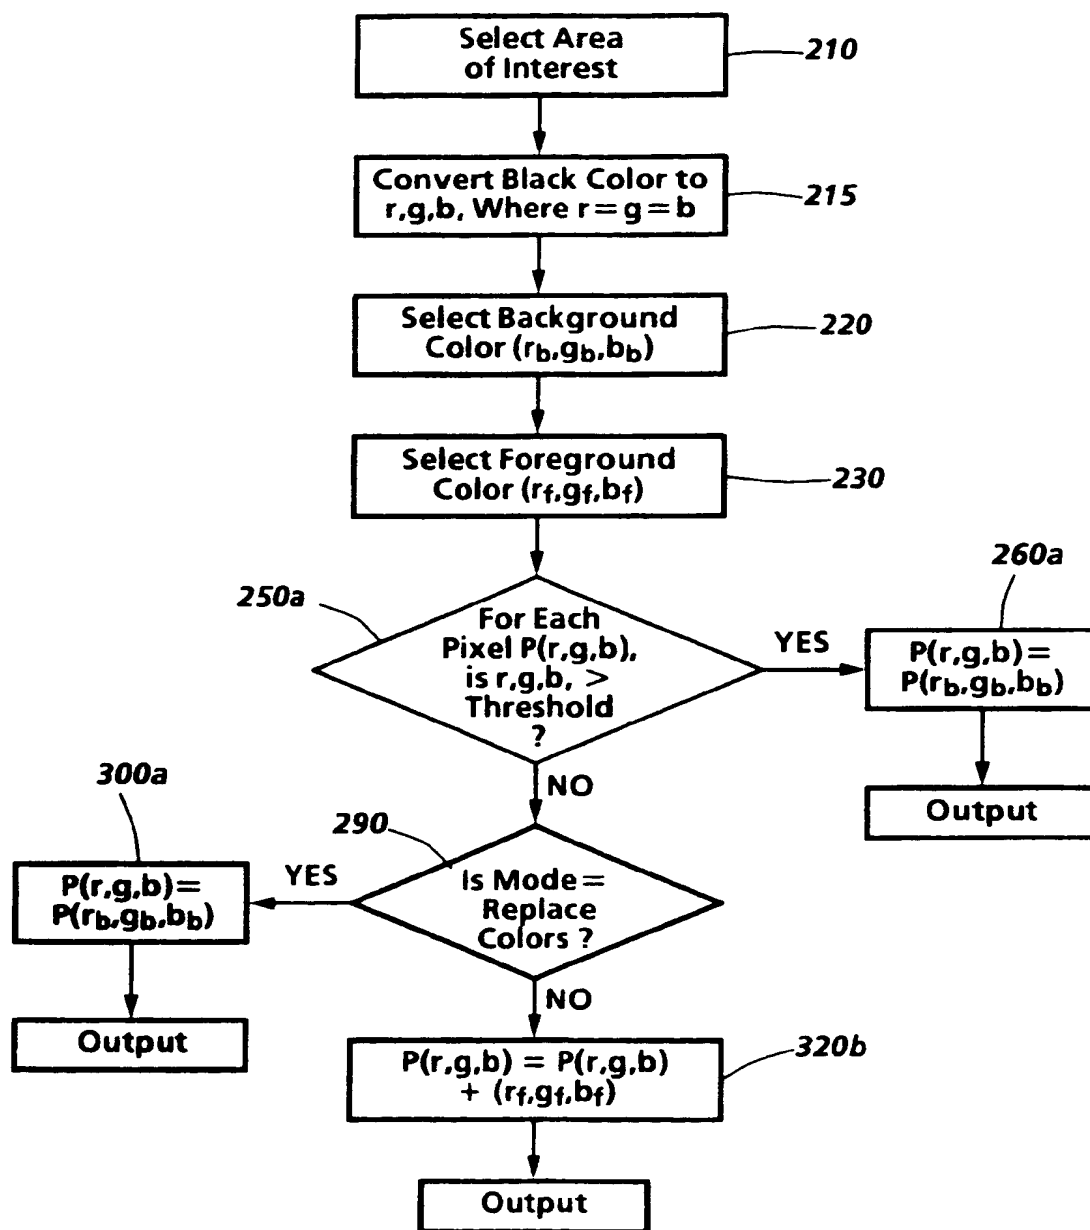 Select Area
of Interest
210
Convert Black Color to
r,g,b, Where r = g = b
215
Select Background
Color (rb,gb,bb)
220
Select Foreground
Color (rf,gf,bf)
230
250a
For Each
Pixel P(r,g,b),
is r,g,b, >
Threshold
?
YES
260a
P(r,g,b) =
P(rb,gb,bb)
Output
NO
290
Is Mode =
Replace
Colors ?
YES
300a
P(r,g,b) =
P(rb,gb,bb)
Output
NO
P(r,g,b) = P(r,g,b)
+ (rf,gf,bf)
320b
Output